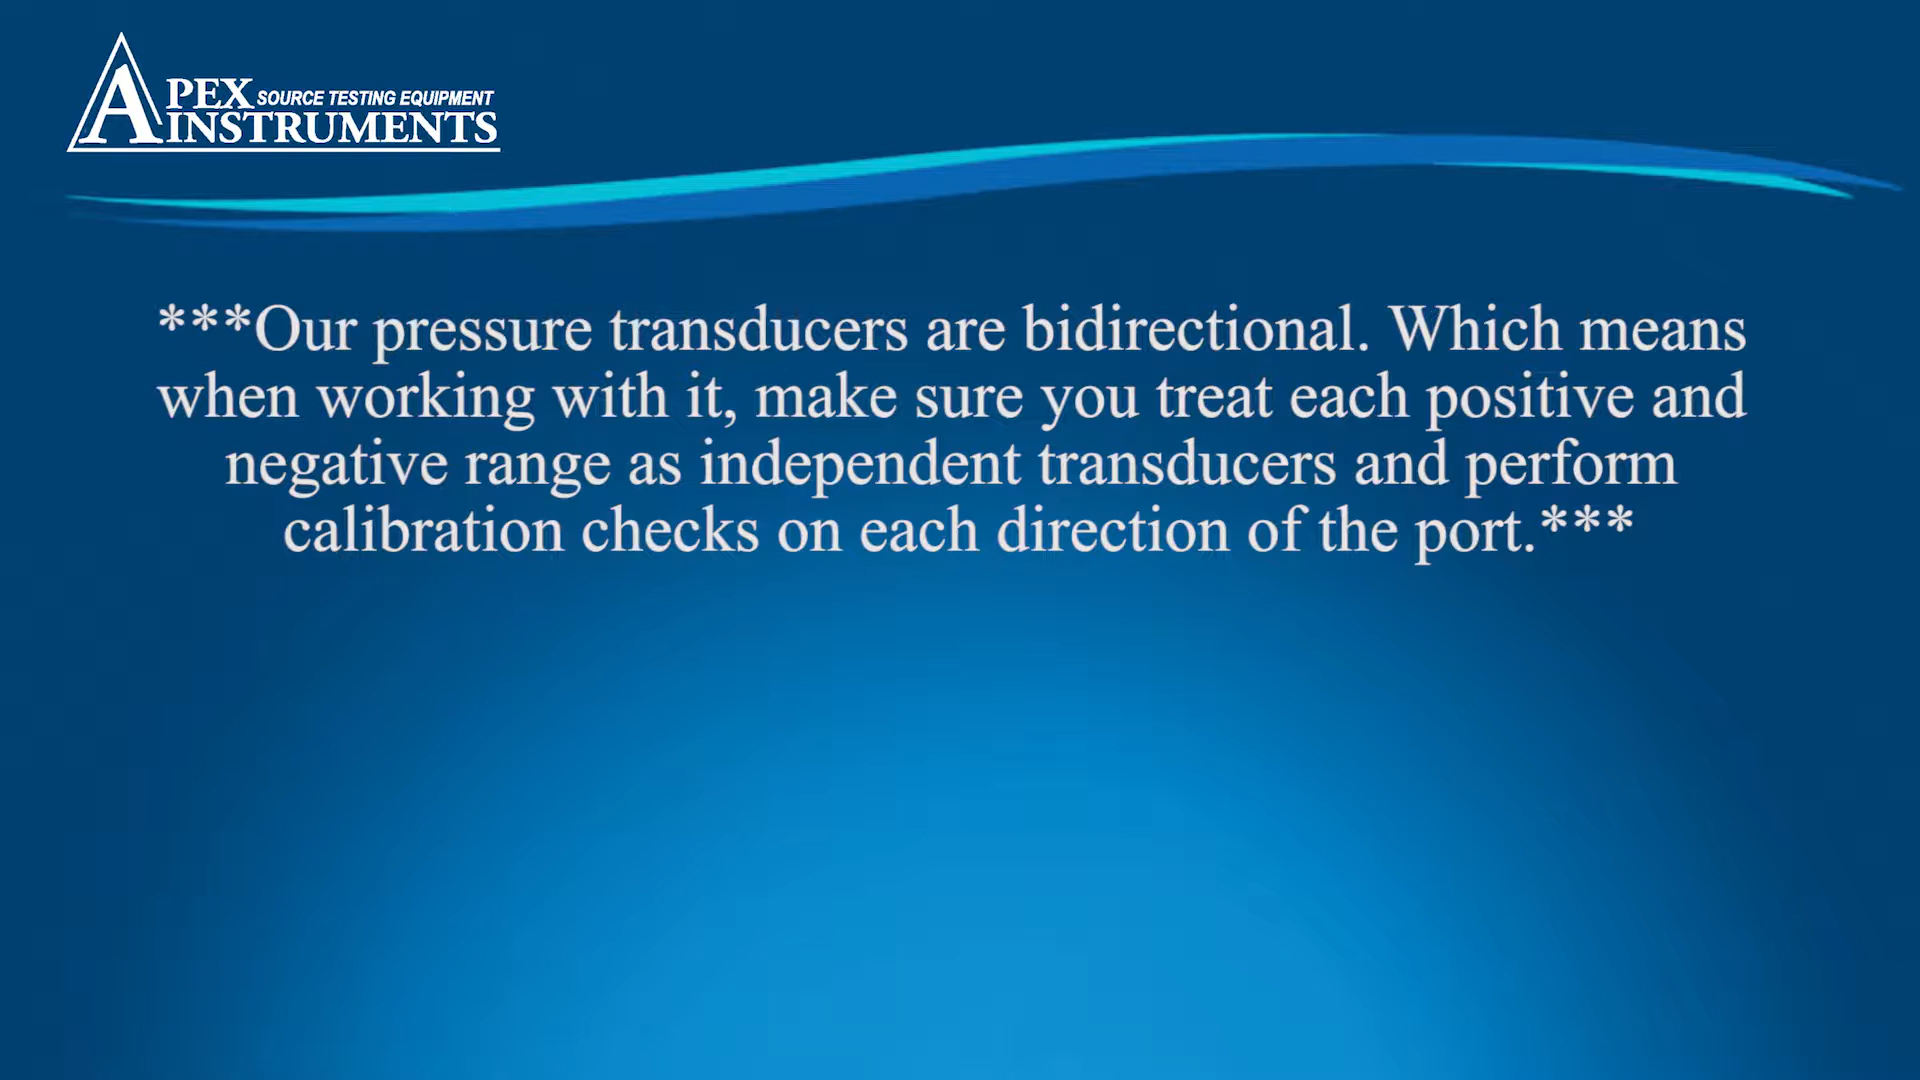 APEX SOURCE TESTING EQUIPMENT
INSTRUMENTS
***Our pressure transducers are bidirectional. Which means
when working with it, make sure you treat each positive and
negative range as independent transducers and perform
calibration checks on each direction of the port.***